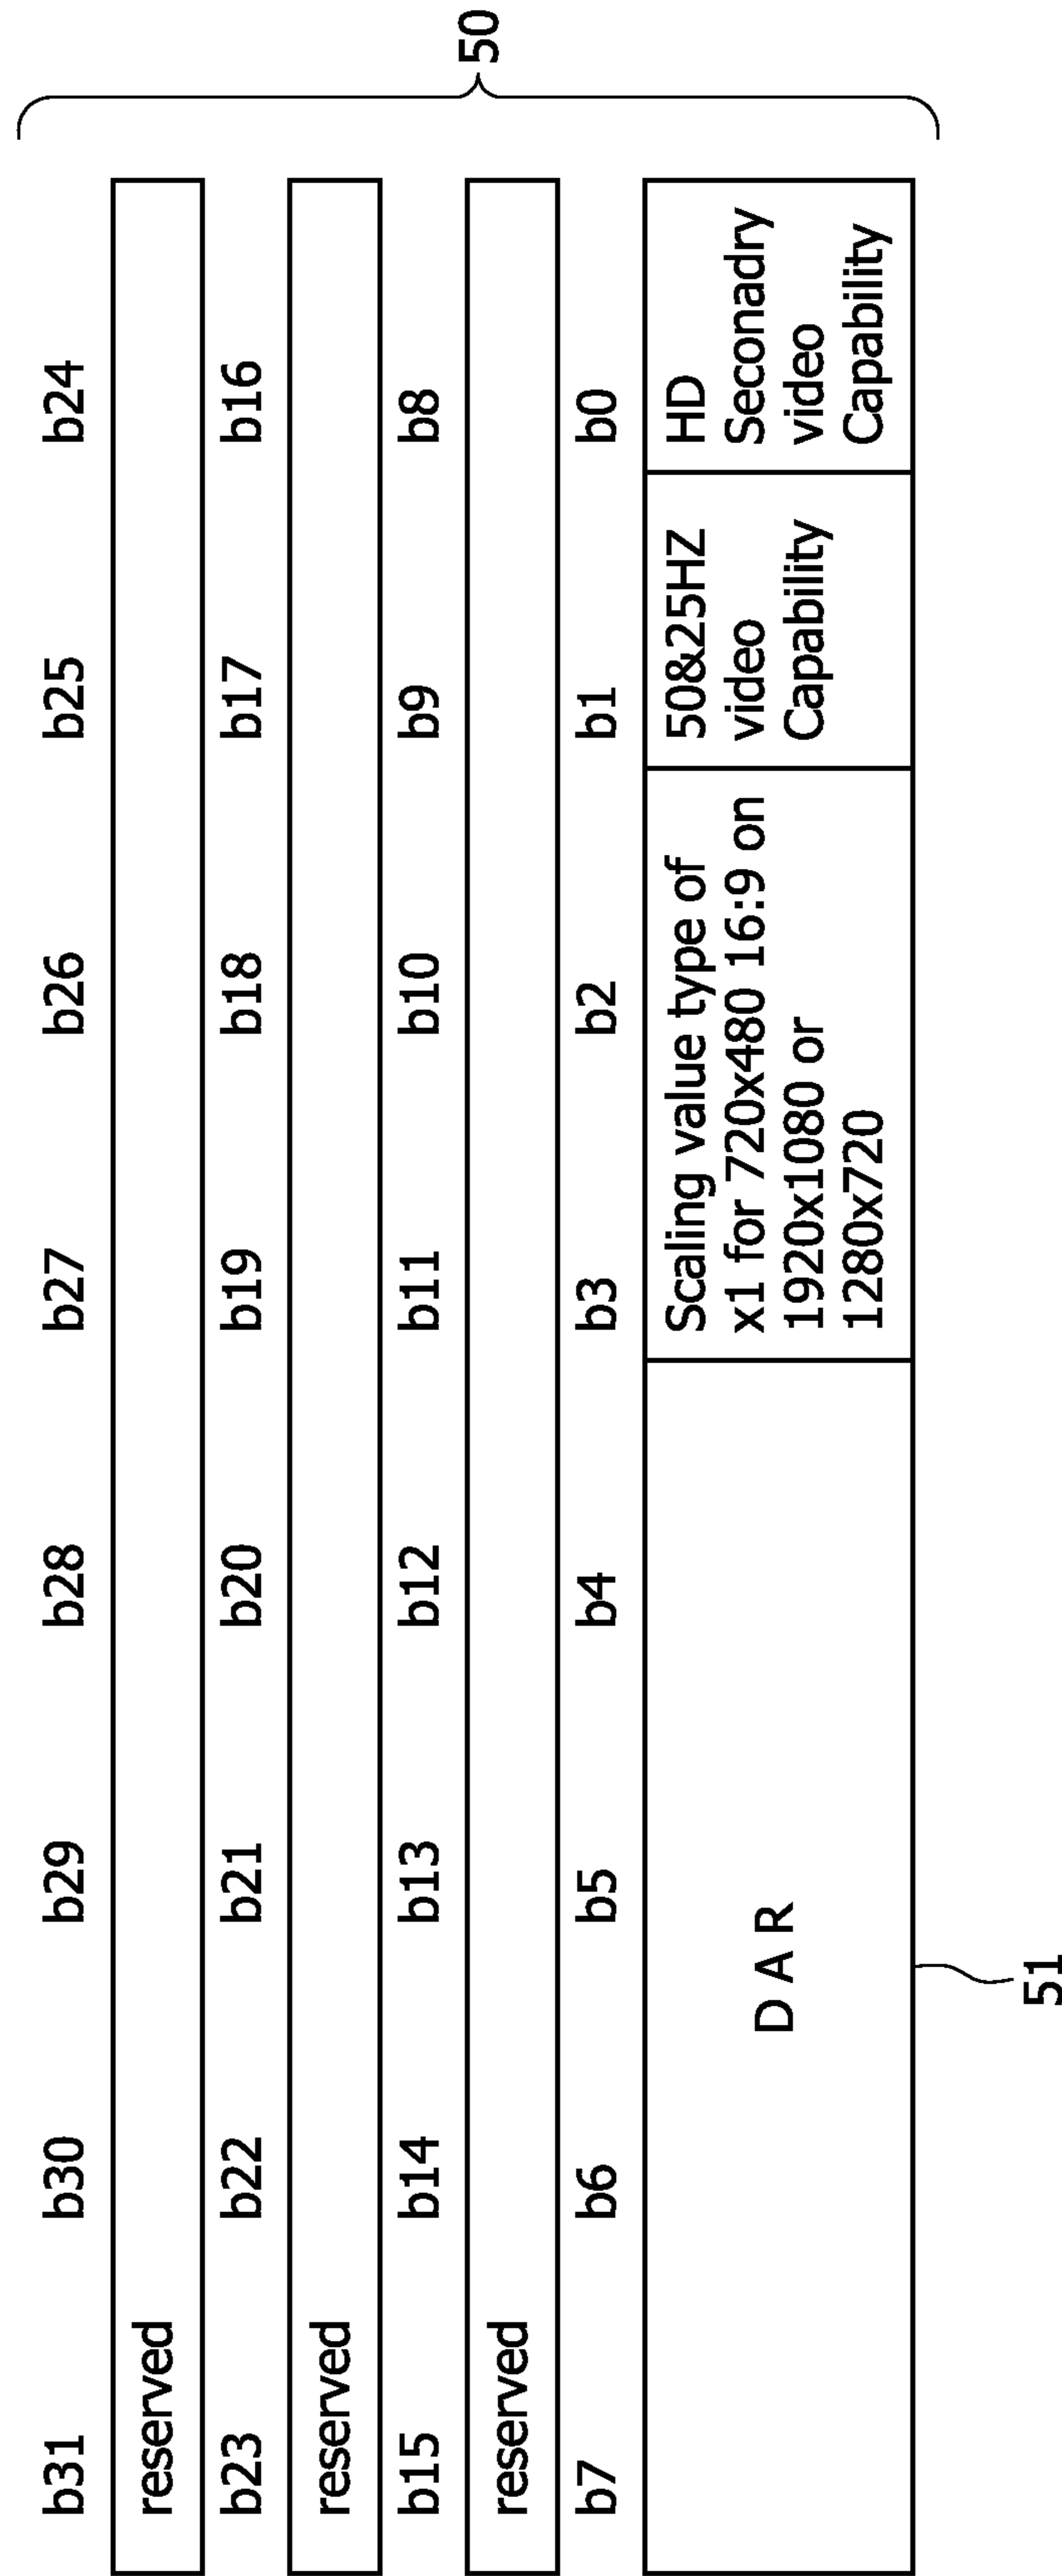 b31 b30 b29 b28 b27 b26 b25 b24
reserved
b23 b22 b21 b20 b19 b18 b17 b16
reserved
b15 b14 b13 b12 b11 b10 b9 b8
reserved
b7 b6 b5 b4 b3 b2 b1 b0
D A R
Scaling value type of
x1 for 720x480 16:9 on
1920x1080 or
1280x720
50&25HZ
video
Capability
HD
Seconadry
video
Capability
50
51